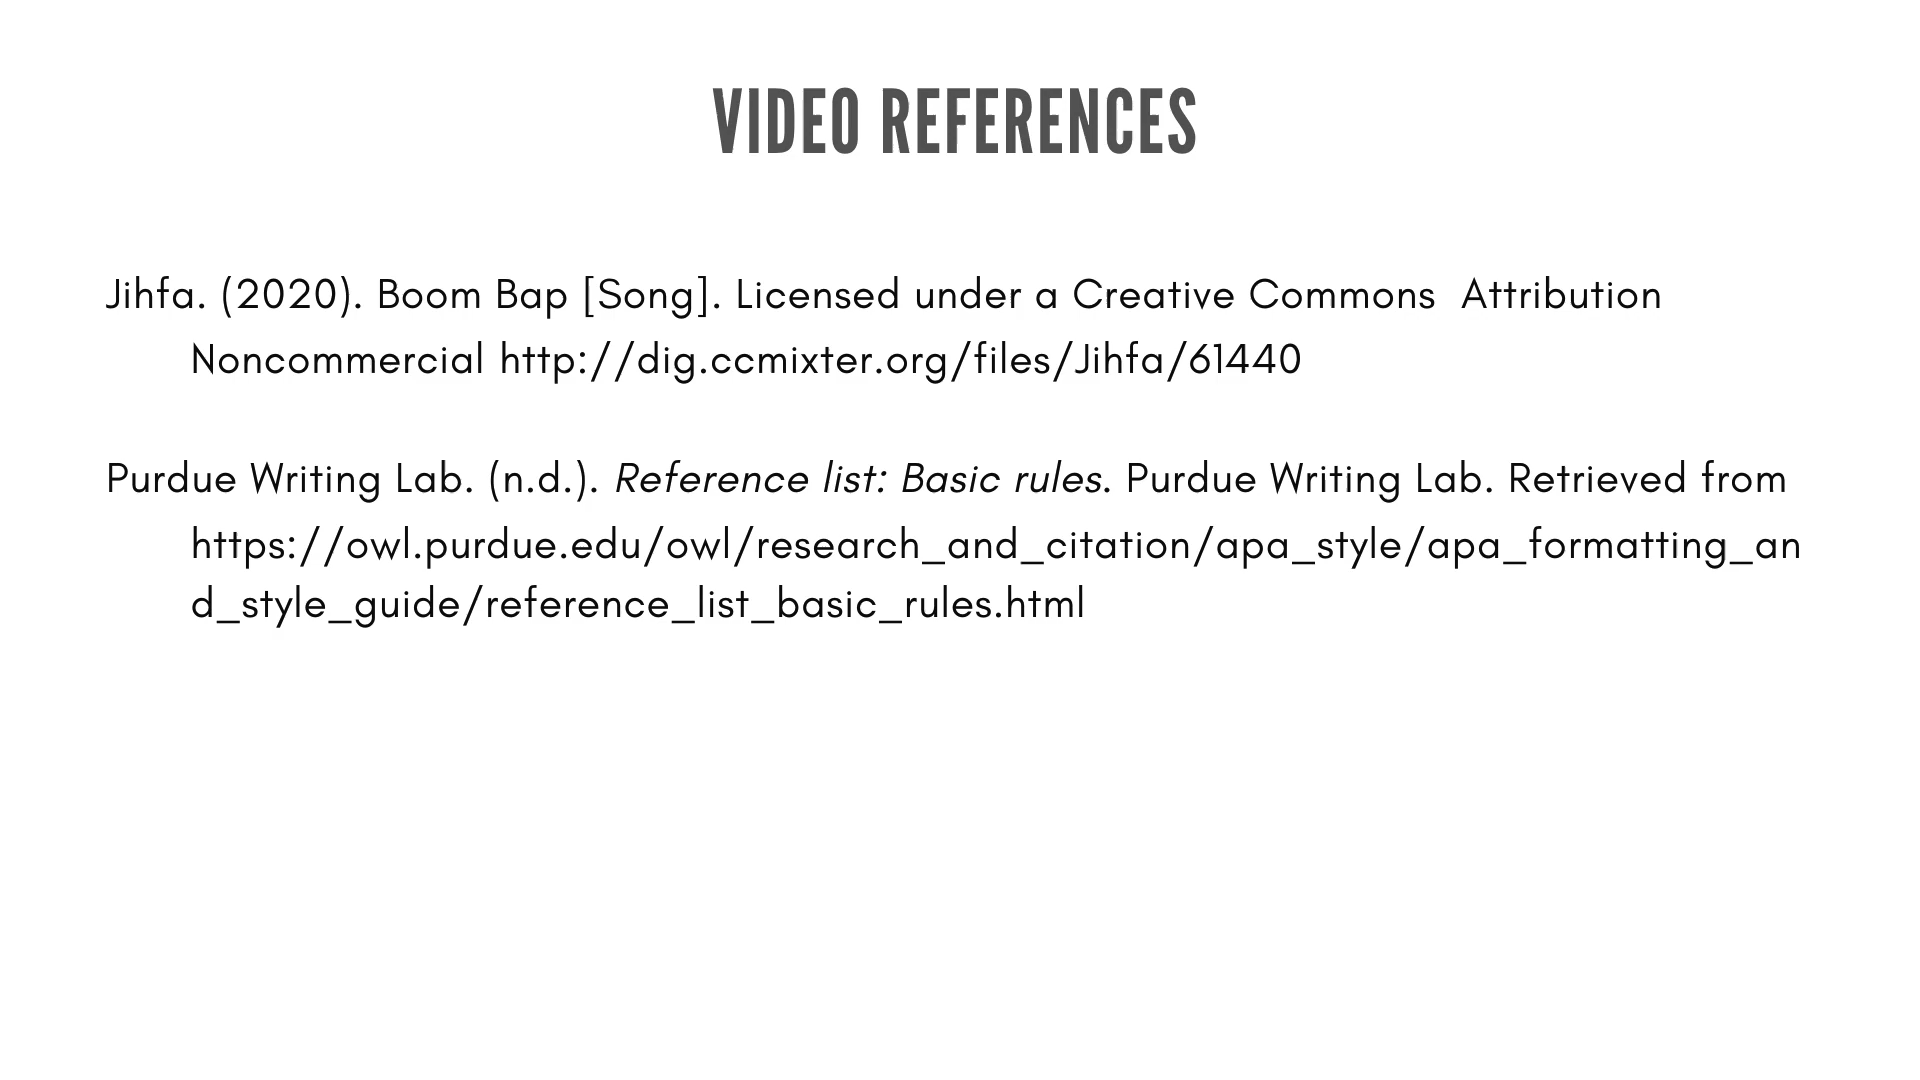 VIDEO REFERENCES
Jihfa. (2020). Boom Bap [Song]. Licensed under a Creative Commons  Attribution
Noncommercial http://dig.ccmixter.org/files/Jihfa/61440
Purdue Writing Lab. (n.d.). Reference list: Basic rules. Purdue Writing Lab. Retrieved from
https://owl.purdue.edu/owl/research_and_citation/apa_style/apa_formatting_an
d_style_guide/reference_list_basic_rules.html